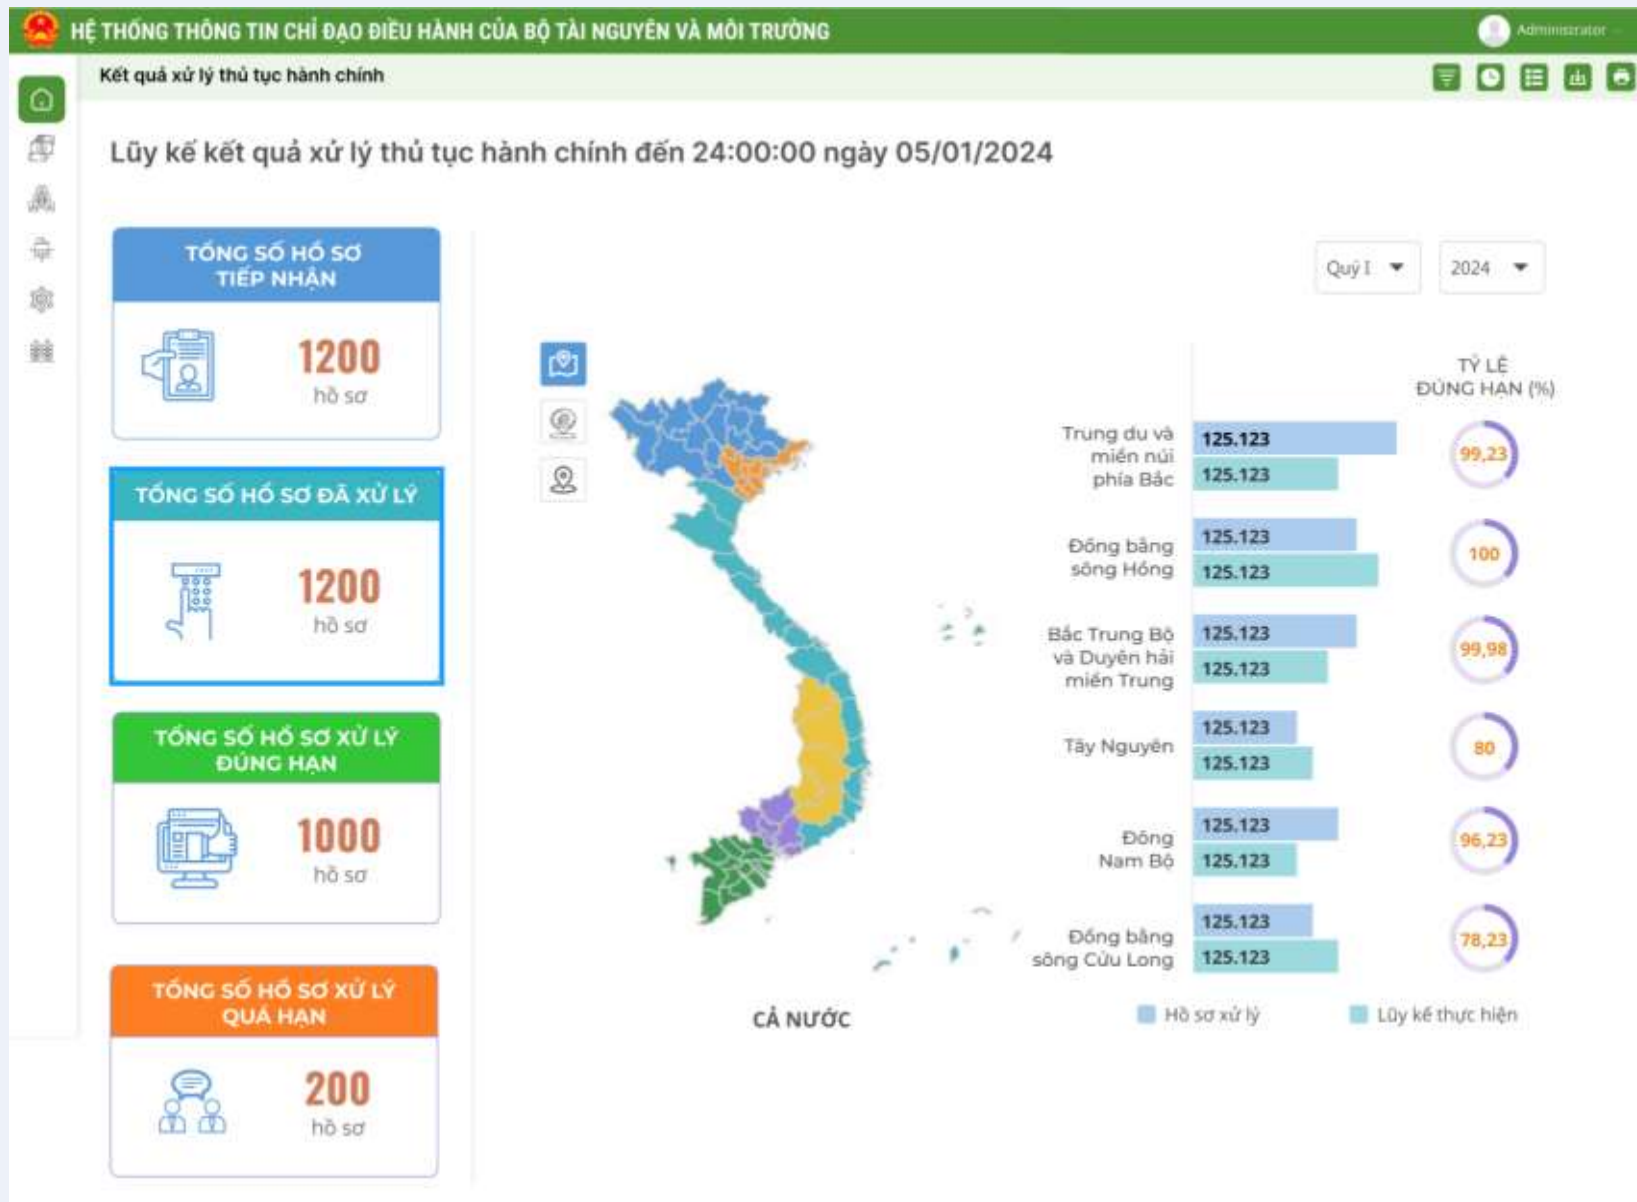 HỆ THỐNG THÔNG TIN CHỈ ĐẠO ĐIỀU HÀNH CỦA BỘ TÀI NGUYÊN VÀ MÔI TRƯỜNG
Administrator
Kết quả xử lý thủ tục hành chính
Lũy kế kết quả xử lý thủ tục hành chính đến 24:00:00 ngày 05/01/2024
TỔNG SỐ HỒ SƠ
TIẾP NHẬN
1200
hồ sơ
TỔNG SỐ HỒ SƠ ĐÃ XỬ LÝ
1200
hồ sơ
TỔNG SỐ HỒ SƠ XỬ LÝ
ĐÚNG HẠN
1000
hồ sơ
TỔNG SỐ HỒ SƠ XỬ LÝ
QUÁ HẠN
200
hồ sơ
Quý I
2024
TỶ LỆ
ĐÚNG HẠN (%)
Trung du và
miền núi
phía Bắc
125.123
125.123
99,23
Đồng bằng
sông Hồng
125.123
125.123
100
Bắc Trung Bộ
và Duyên hải
miền Trung
125.123
125.123
99,98
Tây Nguyên
125.123
125.123
80
Đông
Nam Bộ
125.123
125.123
96,23
Đồng bằng
sông Cửu Long
125.123
125.123
78,23
CẢ NƯỚC
Hồ sơ xử lý
Lũy kế thực hiện